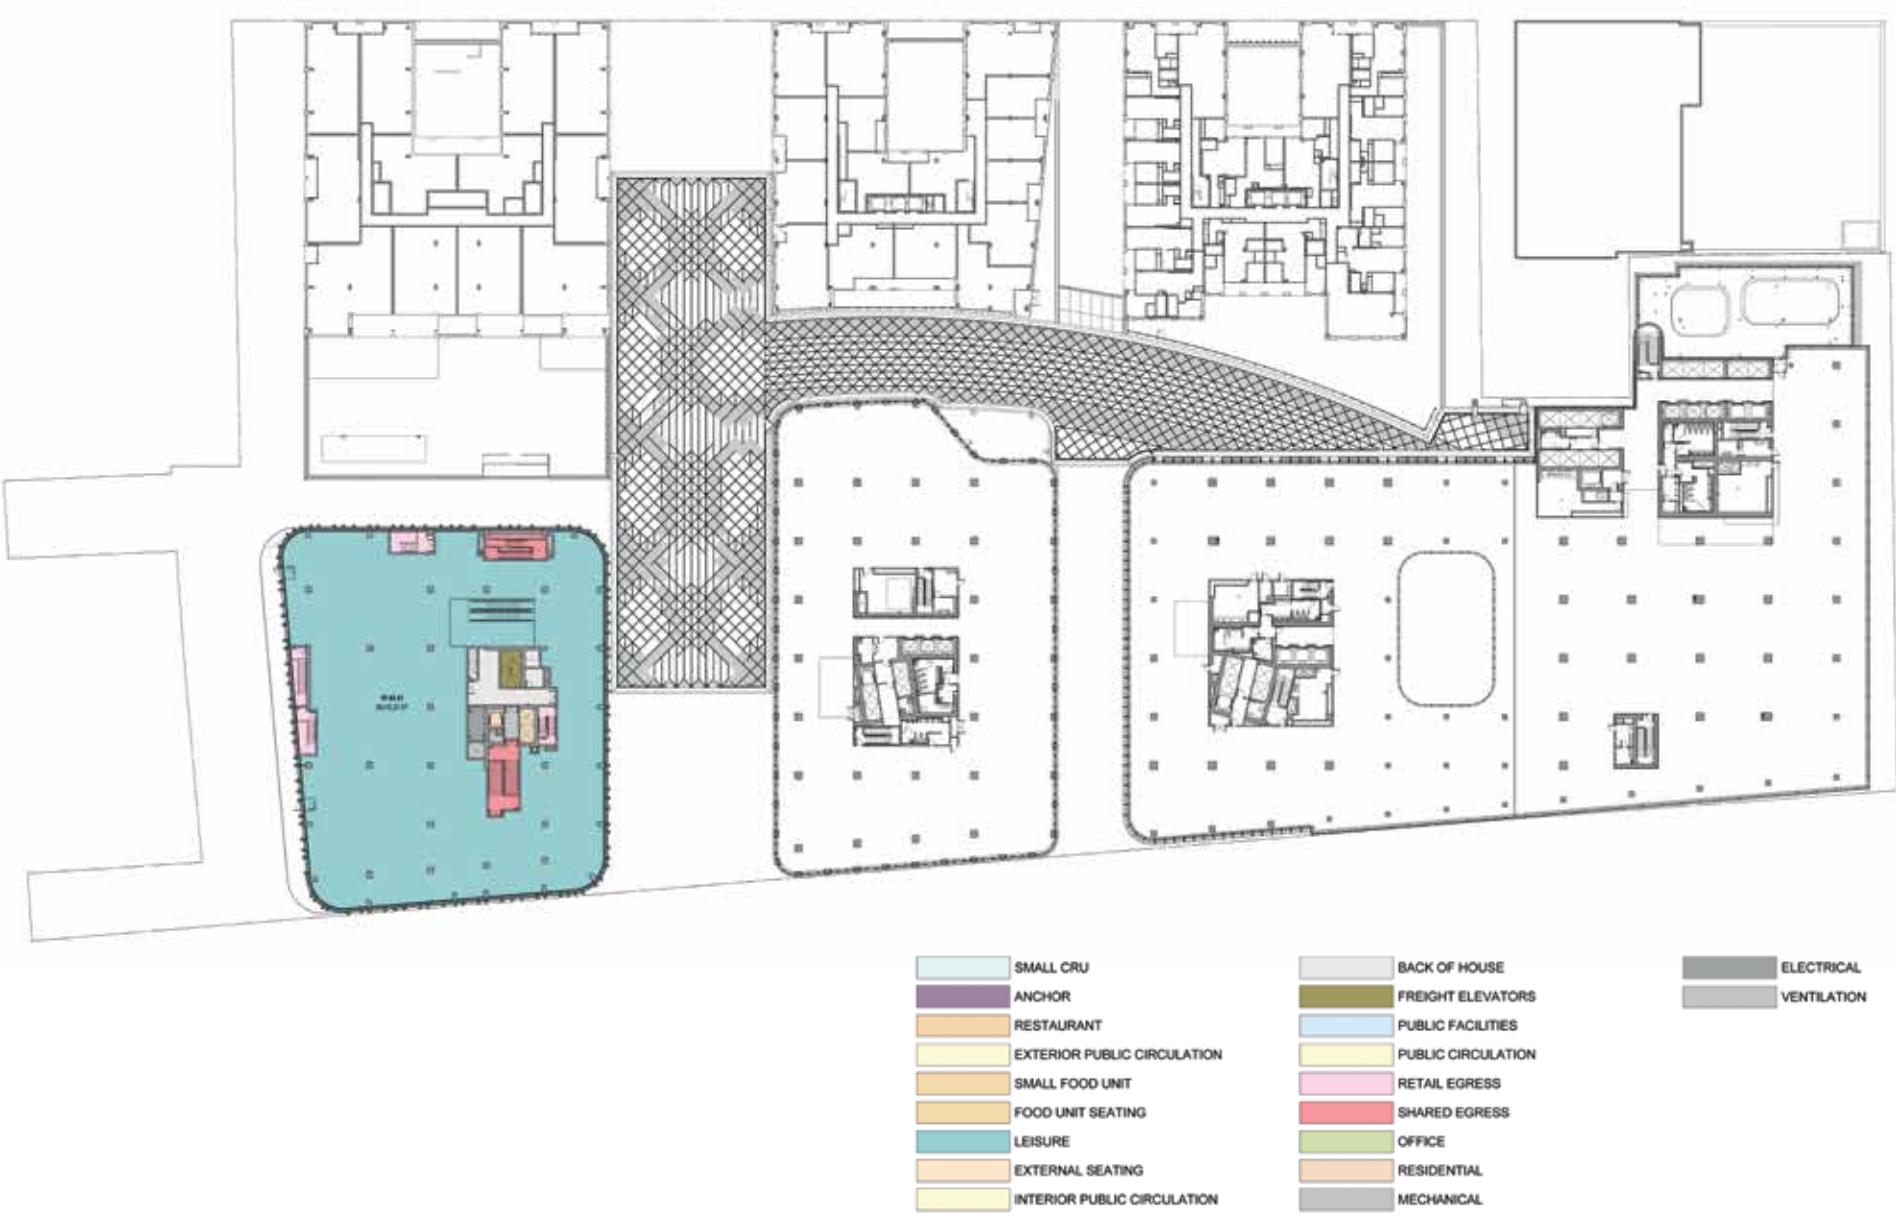 SMALL CRU
ANCHOR
RESTAURANT
EXTERIOR PUBLIC CIRCULATION
SMALL FOOD UNIT
FOOD UNIT SEATING
LEISURE
EXTERNAL SEATING
INTERIOR PUBLIC CIRCULATION
BACK OF HOUSE
FREIGHT ELEVATORS
PUBLIC FACILITIES
PUBLIC CIRCULATION
RETAIL EGRESS
SHARED EGRESS
OFFICE
RESIDENTIAL
MECHANICAL
ELECTRICAL
VENTILATION